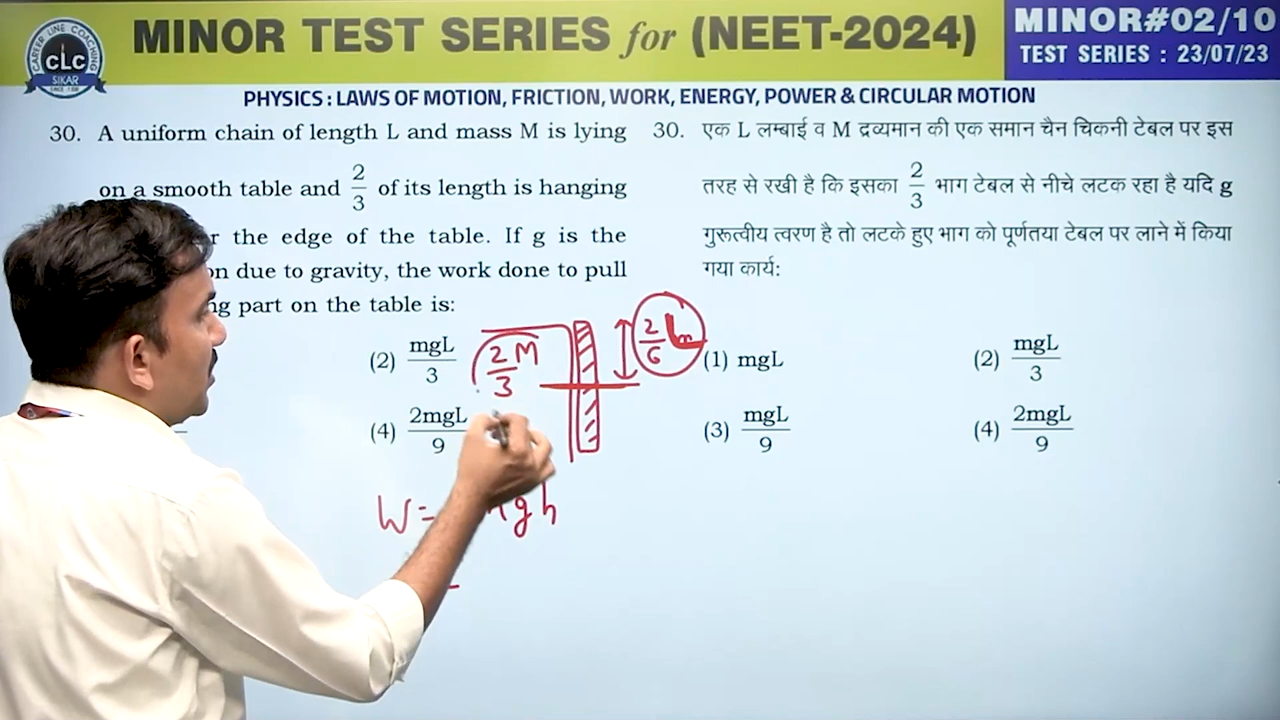 CAREER LINE COACHING
CLC
SIKAR
MINOR TEST SERIES for (NEET-2024)
MINOR#02/10
TEST SERIES : 23/07/23
PHYSICS : LAWS OF MOTION, FRICTION, WORK, ENERGY, POWER & CIRCULAR MOTION
30. A uniform chain of length L and mass M is lying
on a smooth table and 2/3 of its length is hanging
r the edge of the table. If g is the
on due to gravity, the work done to pull
ng part on the table is:
(2) mgL/3
(4) 2mgL/9
2/3 M
2/6
W=
gh
30. एक L लम्बाई व M द्रव्यमान की एक समान चैन चिकनी टेबल पर इस
तरह से रखी है कि इसका 2/3 भाग टेबल से नीचे लटक रहा है यदि g
गुरूत्वीय त्वरण है तो लटके हुए भाग को पूर्णतया टेबल पर लाने में किया
गया कार्य:
(1) mgL
(2) mgL/3
(3) mgL/9
(4) 2mgL/9